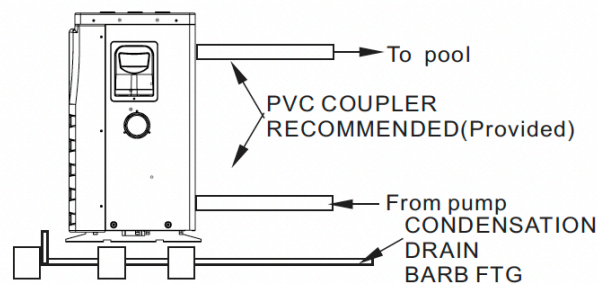 To pool
PVC COUPLER
RECOMMENDED(Provided)
From pump
CONDENSATION
DRAIN
BARB FTG